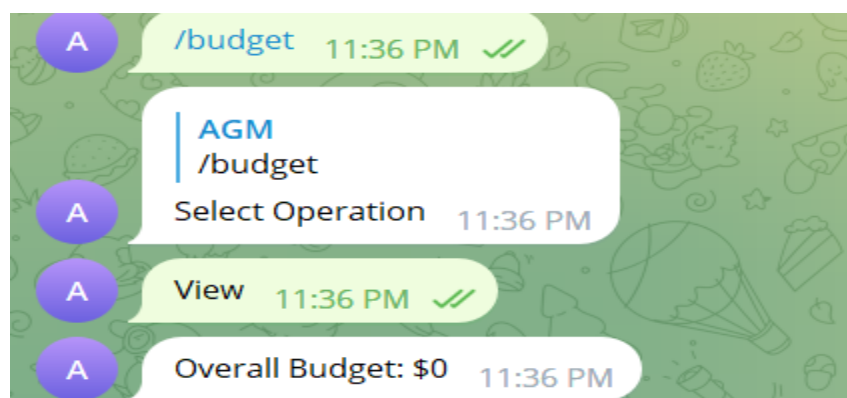 A
/budget 11:36 PM
AGM
/budget
A
Select Operation 11:36 PM
A
View 11:36 PM
A
Overall Budget: $0 11:36 PM